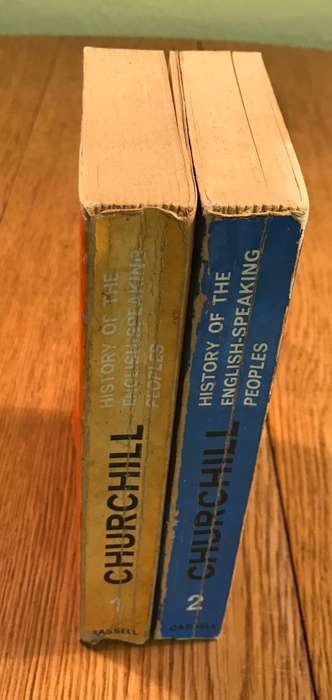 HISTORY OF THE
ENGLISH-SPEAKING
PEOPLES
CHURCHILL
1
CASSELL
HISTORY OF THE
ENGLISH-SPEAKING
PEOPLES
CHURCHILL
2
CASSELL